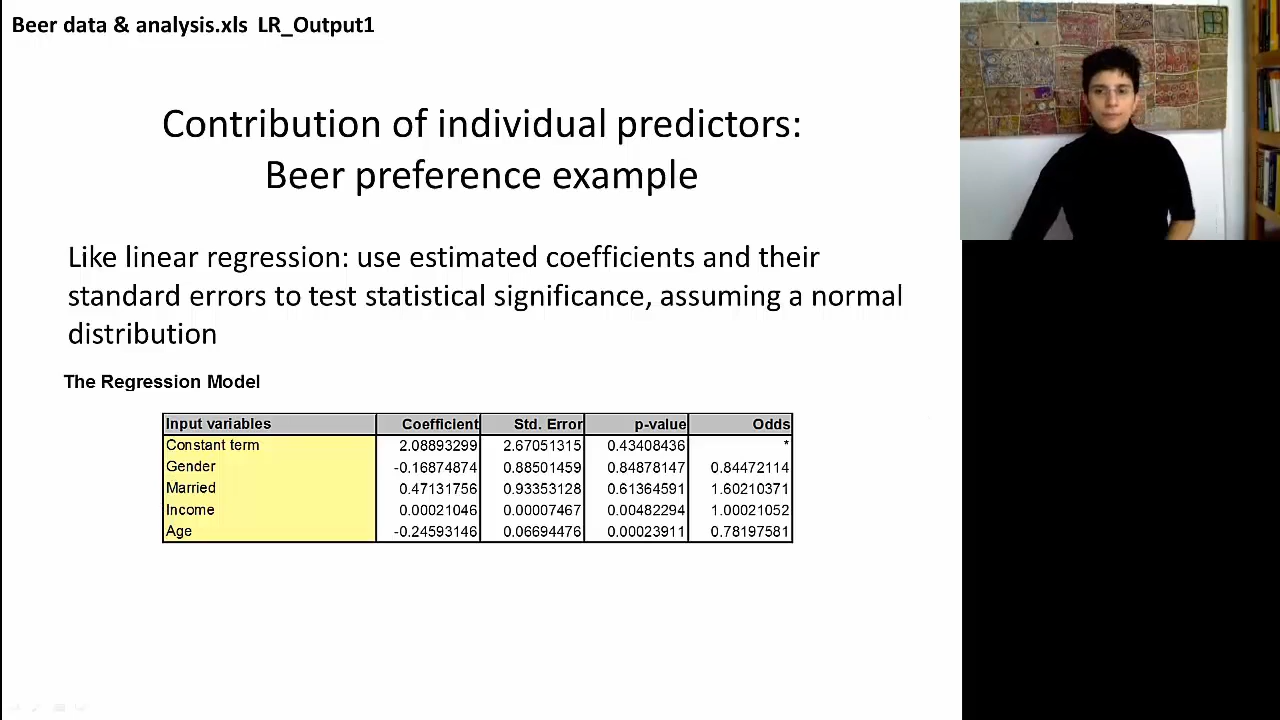 Beer data & analysis.xls LR_Output1
Contribution of individual predictors:
Beer preference example
Like linear regression: use estimated coefficients and their
standard errors to test statistical significance, assuming a normal
distribution
The Regression Model
Input variables Coefficient Std. Error p-value Odds
Constant term 2.08893299 2.67051315 0.43408436 *
Gender -0.16874874 0.88501459 0.84878147 0.84472114
Married 0.47131756 0.93353128 0.61364591 1.60210371
Income 0.00021046 0.00007467 0.00482294 1.00021052
Age -0.24593146 0.06694476 0.00023911 0.78197581